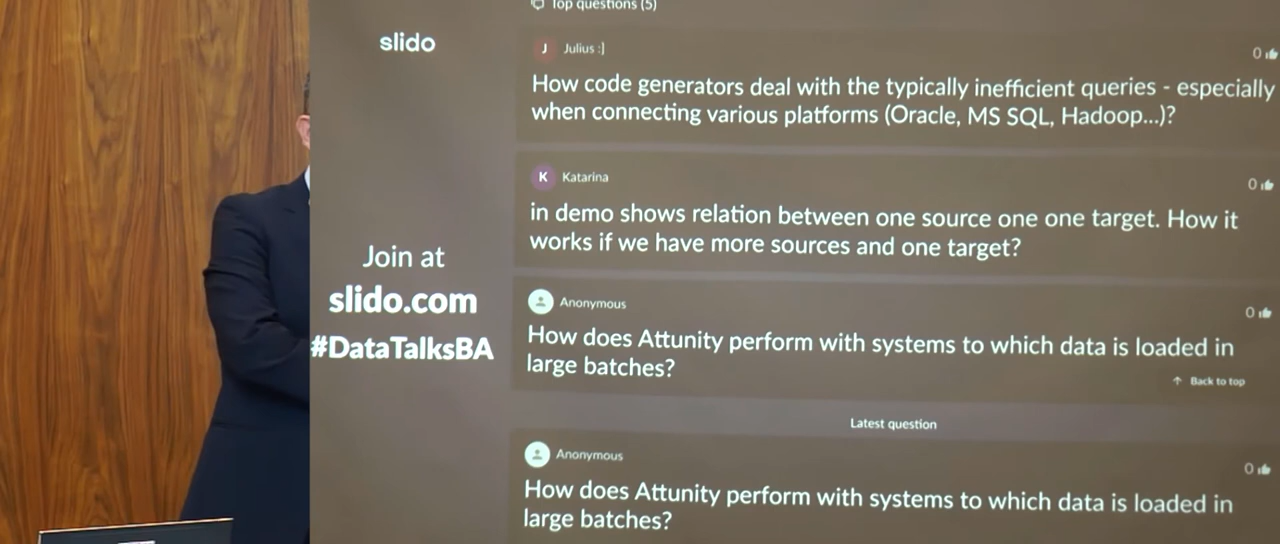 Top questions (5)
slido
J Julius :]
0
How code generators deal with the typically inefficient queries - especially
when connecting various platforms (Oracle, MS SQL, Hadoop...)?
K Katarina
0
in demo shows relation between one source one one target. How it
works if we have more sources and one target?
Join at
slido.com
#DataTalksBA
Anonymous
0
How does Attunity perform with systems to which data is loaded in
large batches?
Back to top
Latest question
Anonymous
0
How does Attunity perform with systems to which data is loaded in
large batches?